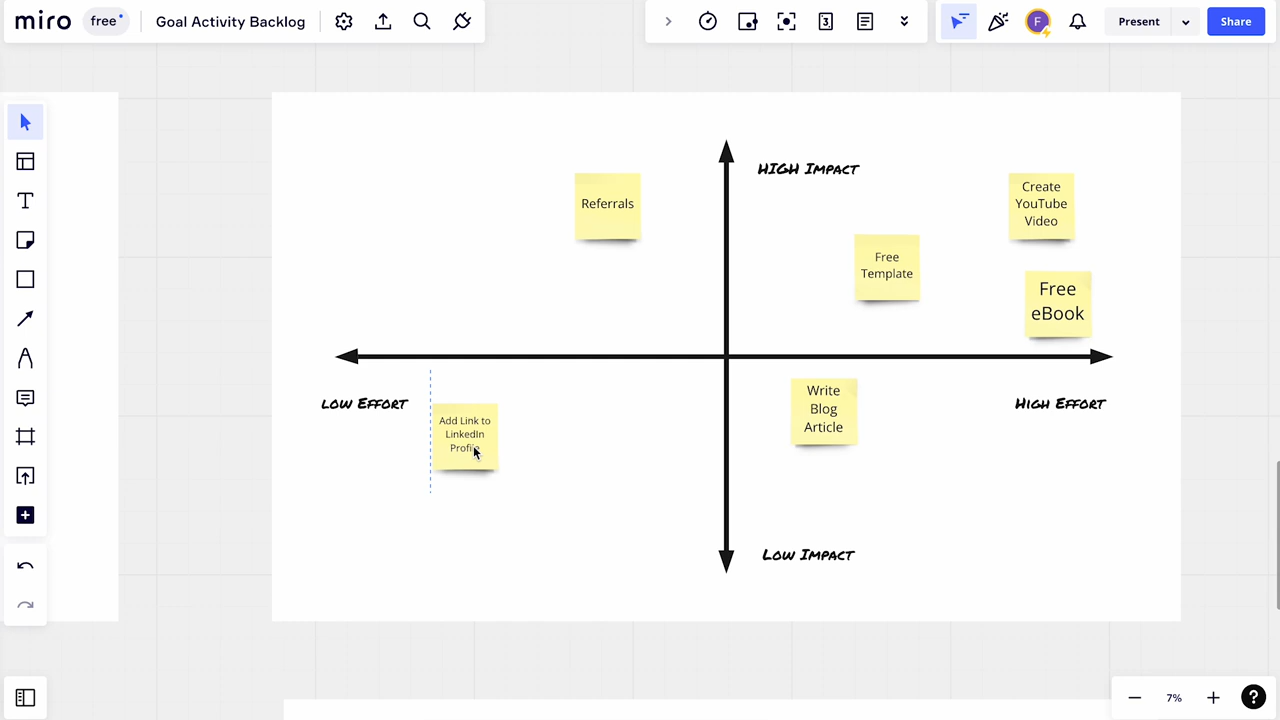 miro
free
Goal Activity Backlog
3
F
Present
Share
HIGH IMPACT
Referrals
Create
YouTube
Video
Free
Template
Free
eBook
LOW EFFORT
HIGH EFFORT
Add Link to
LinkedIn
Profile
Write
Blog
Article
LOW IMPACT
7%
?